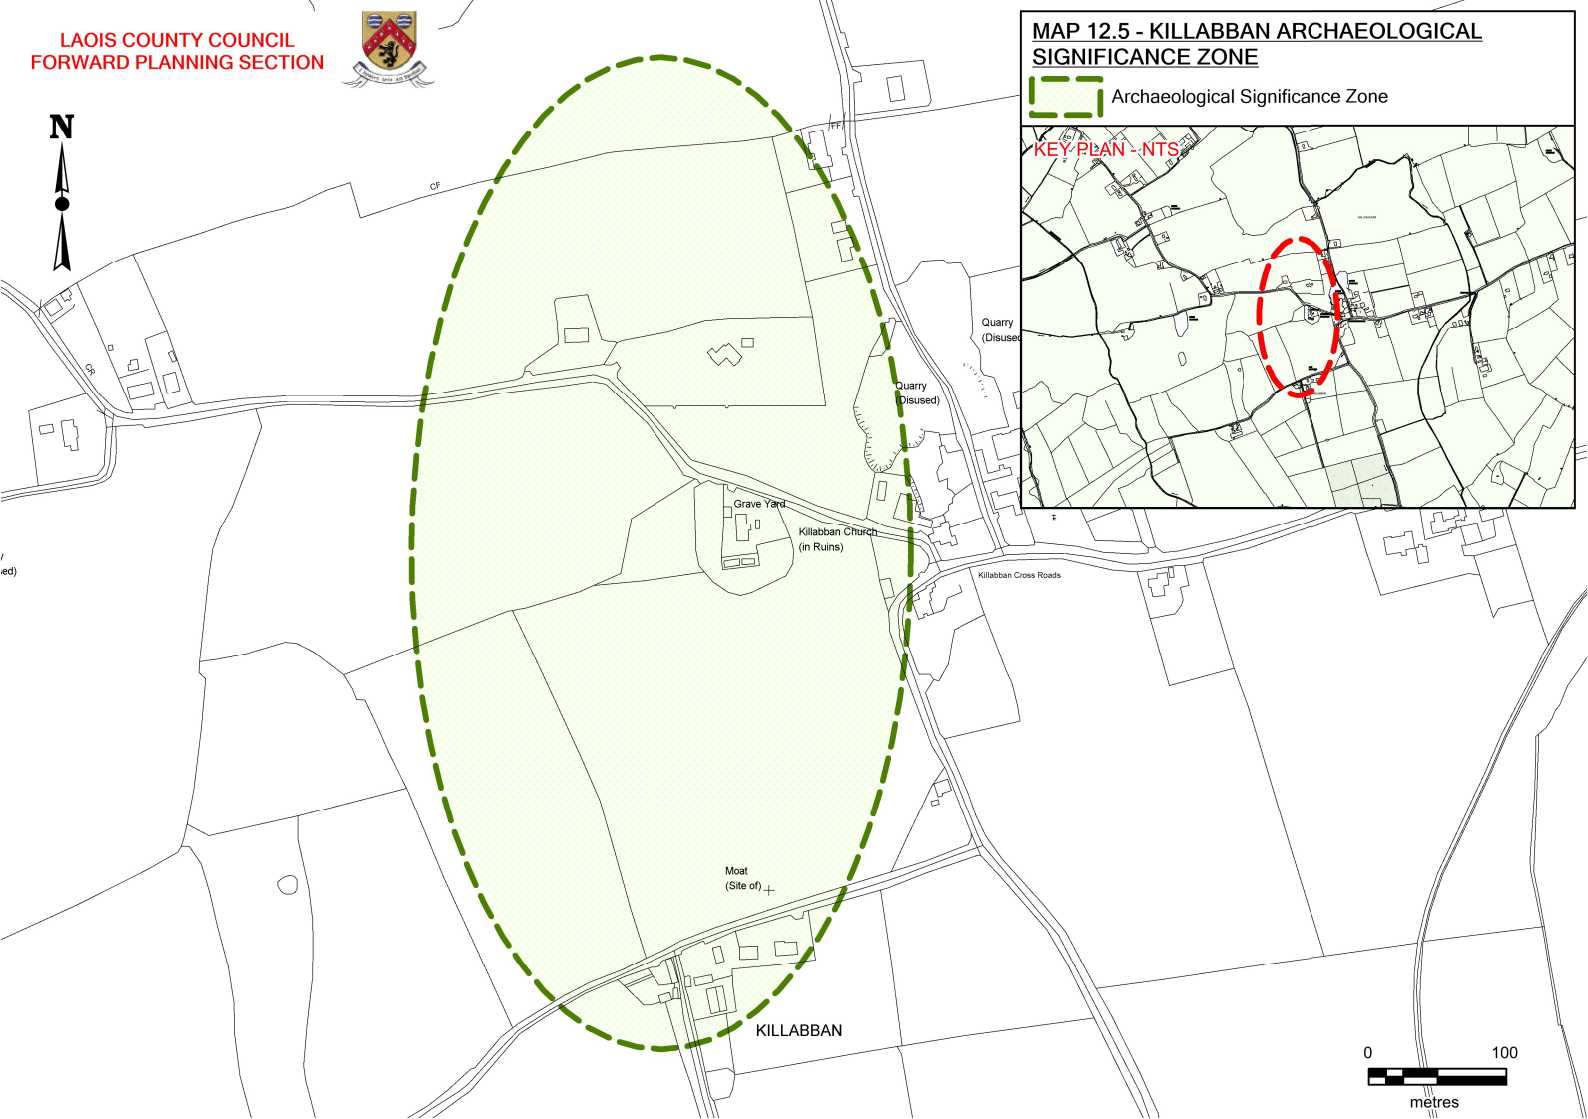 LAOIS COUNTY COUNCIL
FORWARD PLANNING SECTION
N
MAP 12.5 - KILLABBAN ARCHAEOLOGICAL
SIGNIFICANCE ZONE
Archaeological Significance Zone
KEY PLAN - NTS
FF
CF
CR
Quarry
(Disused
Quarry
(Disused)
Grave Yard
Killabban Church
(in Ruins)
Killabban Cross Roads
sed)
Moat
(Site of)
KILLABBAN
0 100
metres